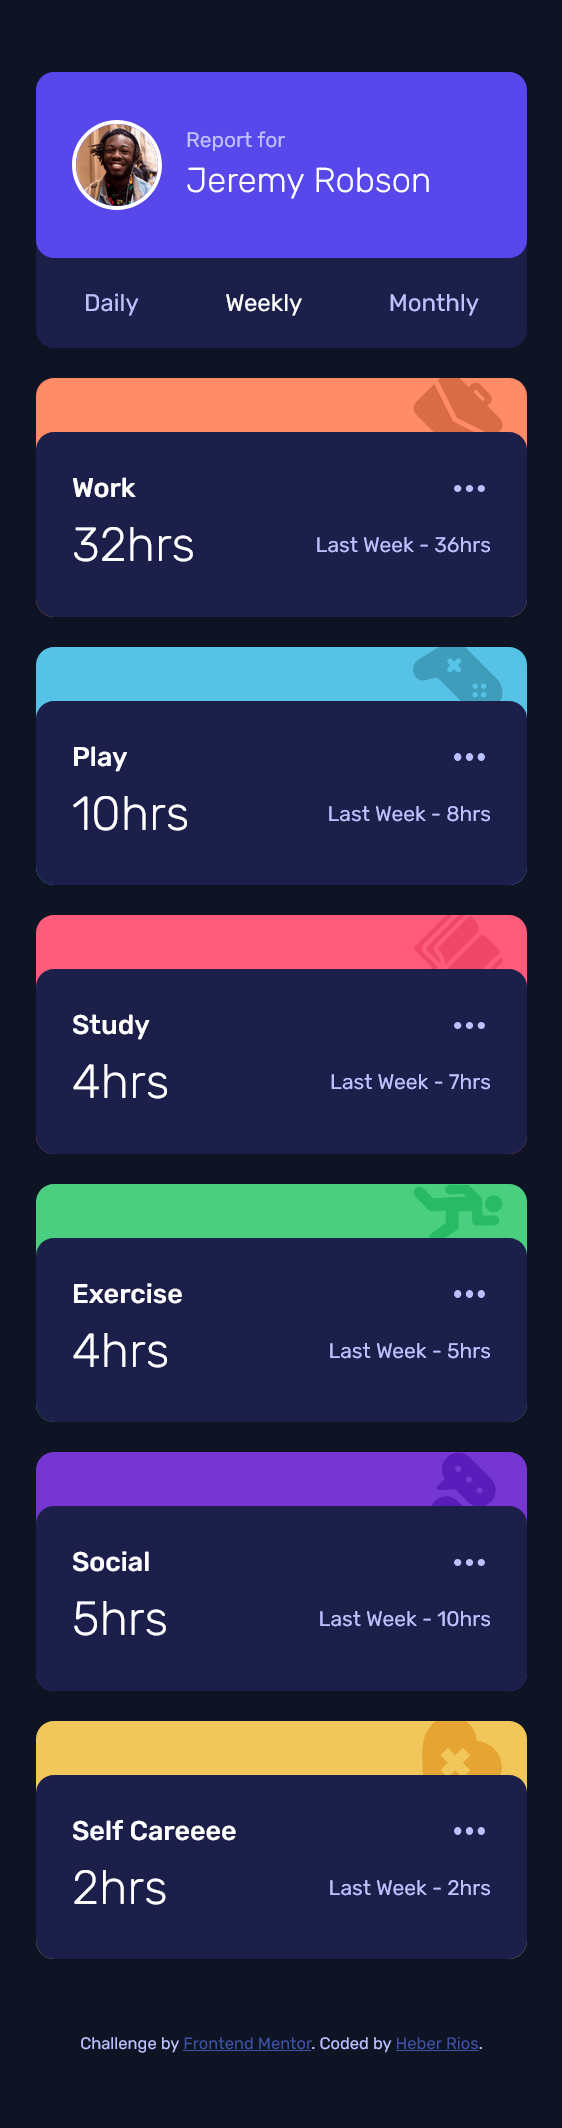 Report for
Jeremy Robson
Daily Weekly Monthly
Work
32hrs Last Week - 36hrs
Play
10hrs Last Week - 8hrs
Study
4hrs Last Week - 7hrs
Exercise
4hrs Last Week - 5hrs
Social
5hrs Last Week - 10hrs
Self Careeee
2hrs Last Week - 2hrs
Challenge by Frontend Mentor. Coded by Heber Rios.